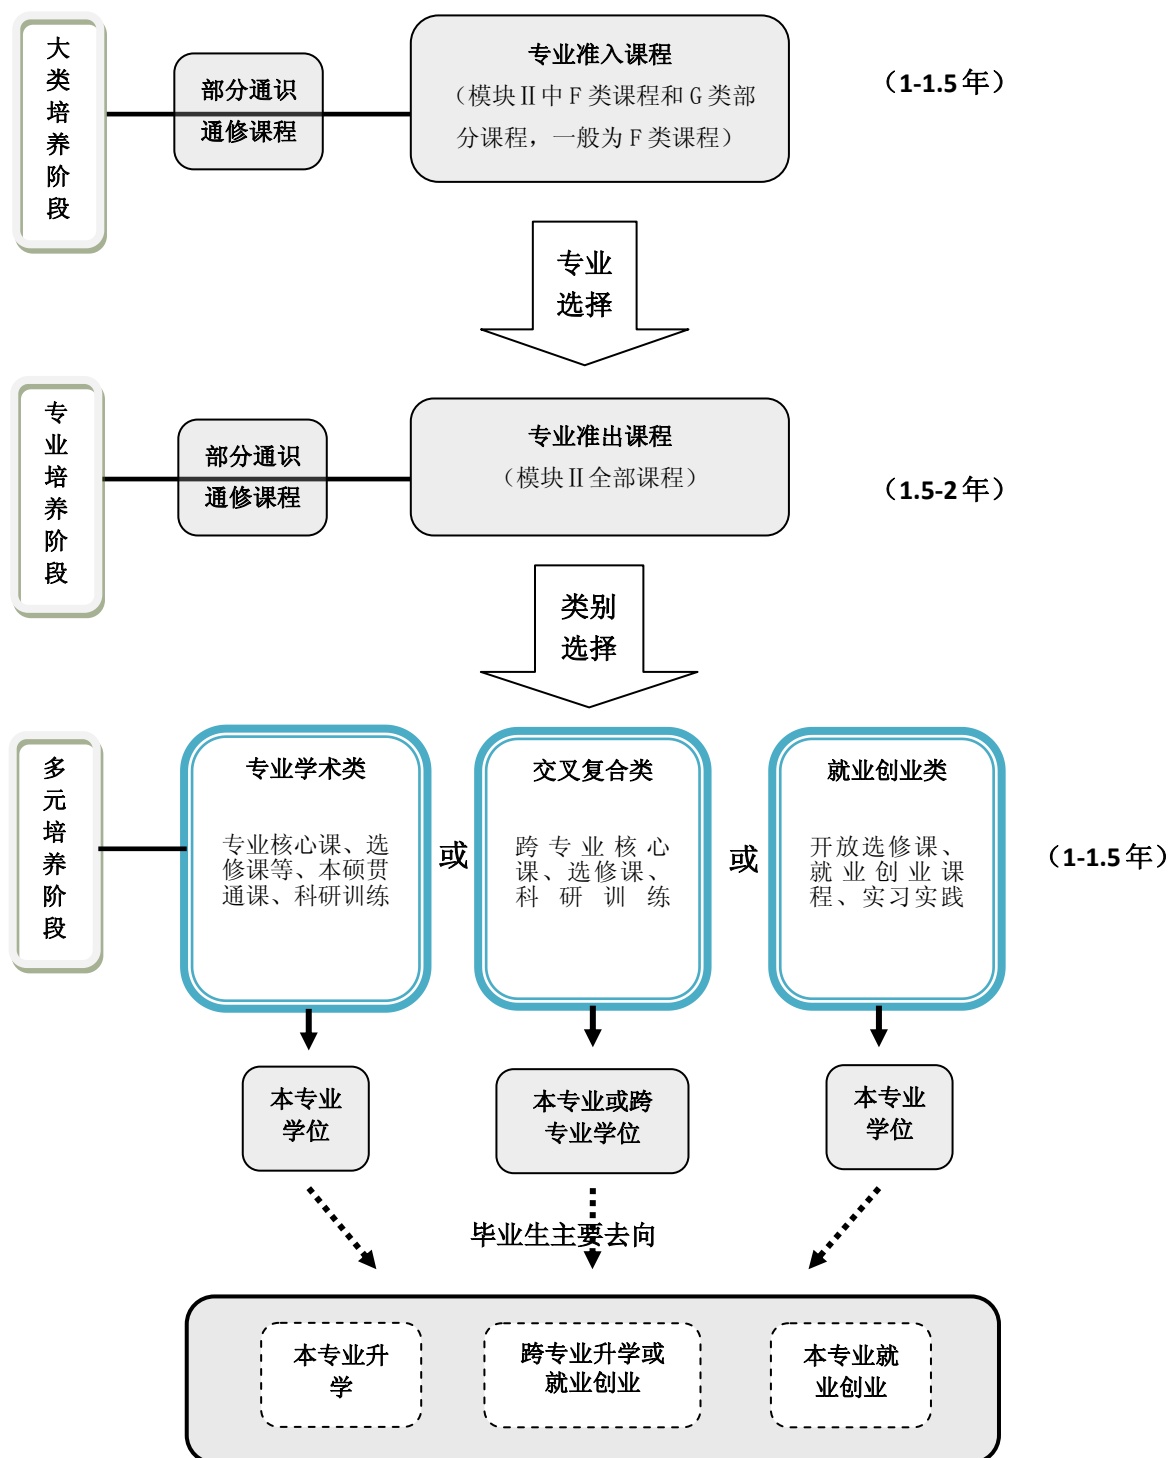 大
类
培
养
阶
段
部分通识
通修课程
专业准入课程
（模块Ⅱ中 F 类课程和 G 类部
分课程，一般为 F 类课程）
（1-1.5 年）
专业
选择
专
业
培
养
阶
段
部分通识
通修课程
专业准出课程
（模块Ⅱ全部课程）
（1.5-2 年）
类别
选择
多
元
培
养
阶
段
专业学术类
专业核心课、选
修课等、本硕贯
通课、科研训练
或
交叉复合类
跨专业核心
课、选修课、
科研训练
或
就业创业类
开放选修课、
就业创业课
程、实习实践
（1-1.5 年）
本专业
学位
本专业或跨
专业学位
本专业
学位
毕业生主要去向
本专业升
学
跨专业升学或
就业创业
本专业就
业创业